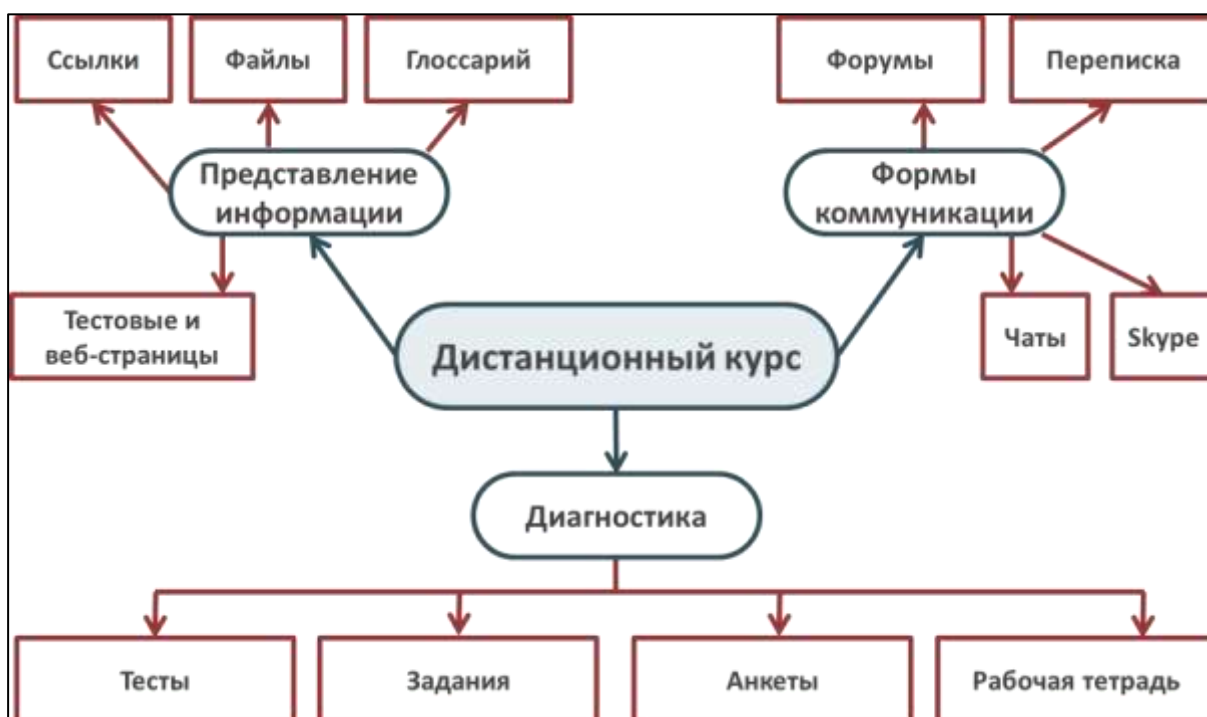 Ссылки
Файлы
Глоссарий
Форумы
Переписка
Представление
информации
Формы
коммуникации
Тестовые и
веб-страницы
Дистанционный курс
Чаты
Skype
Диагностика
Тесты
Задания
Анкеты
Рабочая тетрадь